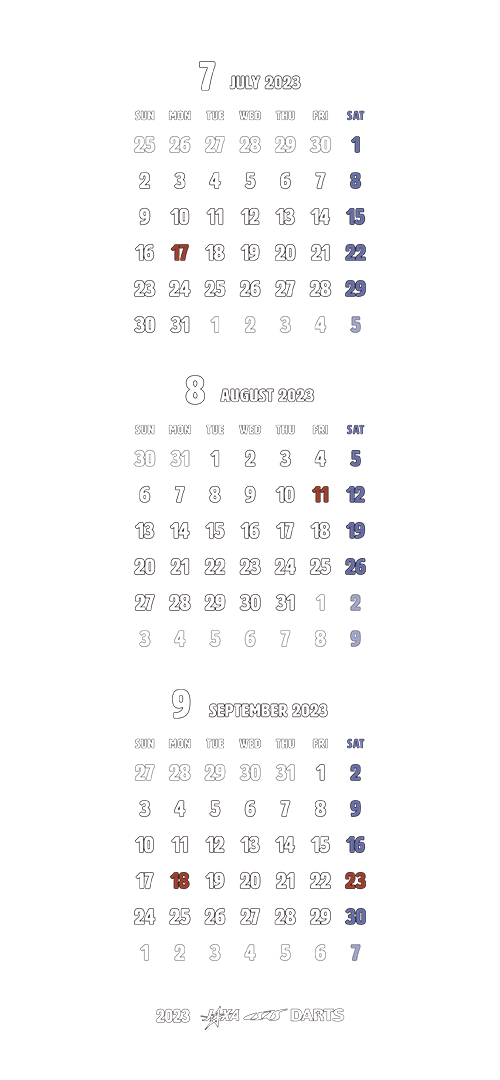 7 JULY 2023
SUN MON TUE WED THU FRI SAT
25 26 27 28 29 30 1
2 3 4 5 6 7 8
9 10 11 12 13 14 15
16 17 18 19 20 21 22
23 24 25 26 27 28 29
30 31 1 2 3 4 5
8 AUGUST 2023
SUN MON TUE WED THU FRI SAT
30 31 1 2 3 4 5
6 7 8 9 10 11 12
13 14 15 16 17 18 19
20 21 22 23 24 25 26
27 28 29 30 31 1 2
3 4 5 6 7 8 9
9 SEPTEMBER 2023
SUN MON TUE WED THU FRI SAT
27 28 29 30 31 1 2
3 4 5 6 7 8 9
10 11 12 13 14 15 16
17 18 19 20 21 22 23
24 25 26 27 28 29 30
1 2 3 4 5 6 7
2023 JAXA DARTS